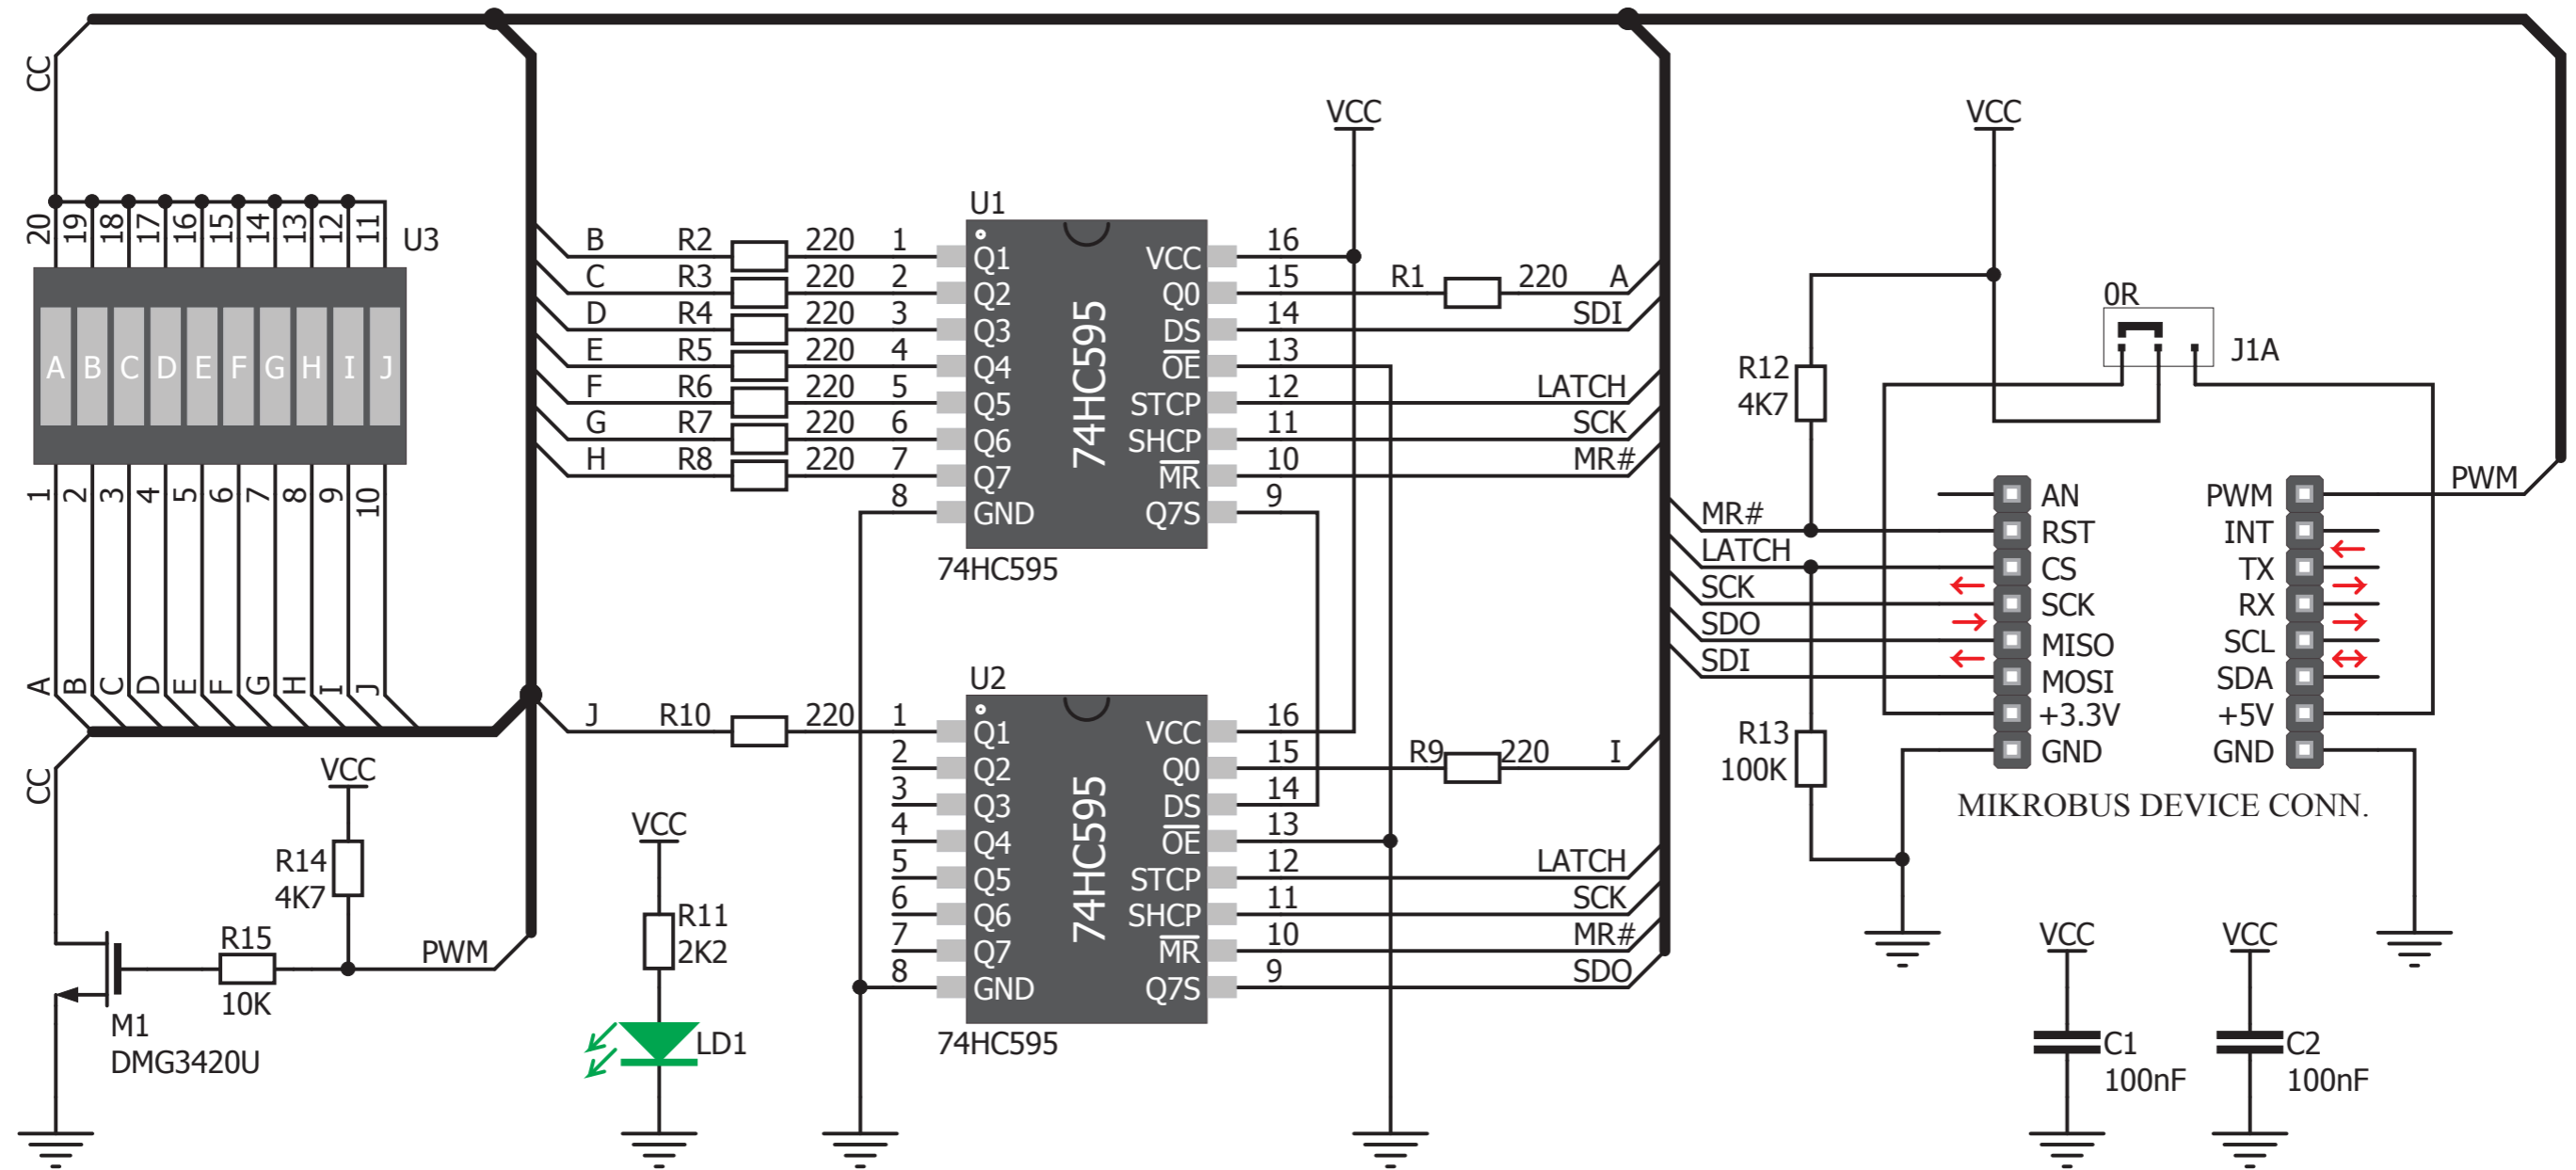 CC
20 19 18 17 16 15 14 13 12 11
U3
A B C D E F G H I J
1 2 3 4 5 6 7 8 9 10
A B C D E F G H I J
CC
VCC
R14
4K7
R15
10K
PWM
M1
DMG3420U
VCC
R11
2K2
LD1
B R2 220 1
C R3 220 2
D R4 220 3
E R5 220 4
F R6 220 5
G R7 220 6
H R8 220 7
8
U1
Q1 VCC
Q2 Q0
Q3 DS
Q4 OE
Q5 STCP
Q6 SHCP
Q7 MR
GND Q7S
74HC595
74HC595
VCC
16
15 R1 220 A
14 SDI
13
12 LATCH
11 SCK
10 MR#
9
J R10 220 1
2
3
4
5
6
7
8
U2
Q1 VCC
Q2 Q0
Q3 DS
Q4 OE
Q5 STCP
Q6 SHCP
Q7 MR
GND Q7S
74HC595
74HC595
16
15 R9 220 I
14
13
12 LATCH
11 SCK
10 MR#
9 SDO
VCC
0R
J1A
R12
4K7
MR#
LATCH
SCK
SDO
SDI
R13
100K
AN PWM
RST INT
CS TX
SCK RX
MISO SCL
MOSI SDA
+3.3V +5V
GND GND
PWM
MIKROBUS DEVICE CONN.
VCC
C1
100nF
VCC
C2
100nF